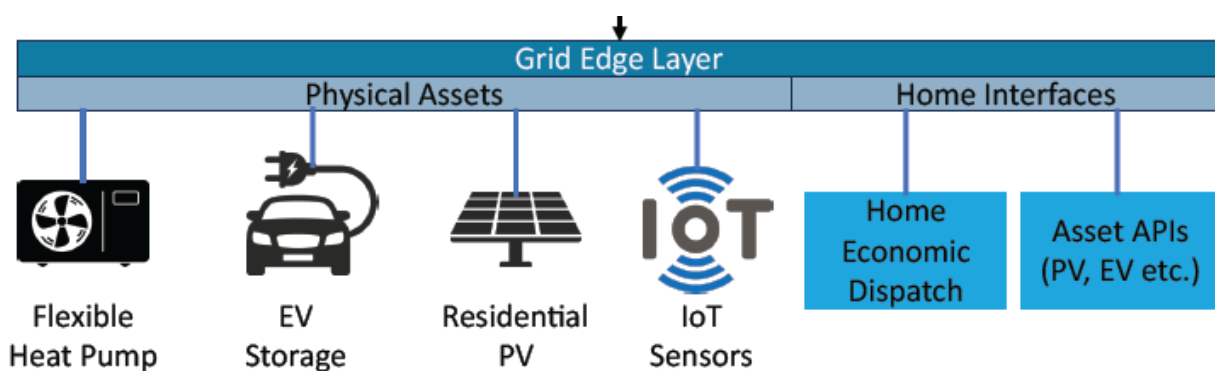 Grid Edge Layer
Physical Assets
Home Interfaces
IoT
Flexible
Heat Pump
EV
Storage
Residential
PV
IoT
Sensors
Home
Economic
Dispatch
Asset APIs
(PV, EV etc.)